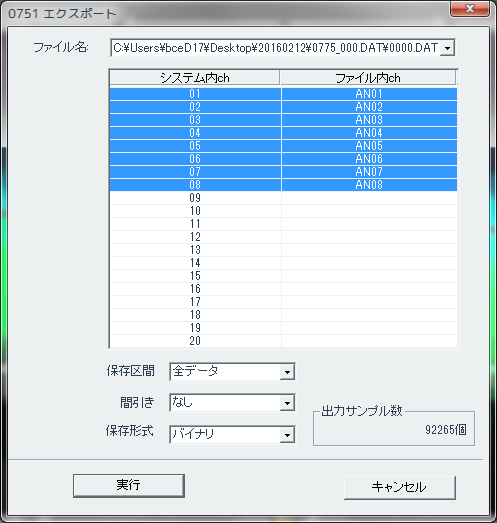 0751 エクスポート
ファイル名: C:¥Users¥bceD17¥Desktop¥20160212¥0775_000.DAT¥0000.DAT
システム内ch ファイル内ch
01 AN01
02 AN02
03 AN03
04 AN04
05 AN05
06 AN06
07 AN07
08 AN08
09
10
11
12
13
14
15
16
17
18
19
20
保存区間 全データ
間引き なし
保存形式 バイナリ
出力サンプル数
92265個
実行 キャンセル